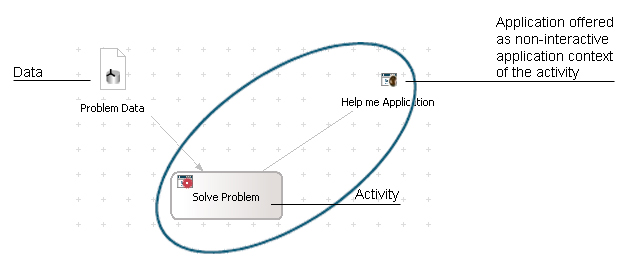 Application offered
as non-interactive
application context
of the activity
Data
Problem Data
Help me Application
Solve Problem
Activity